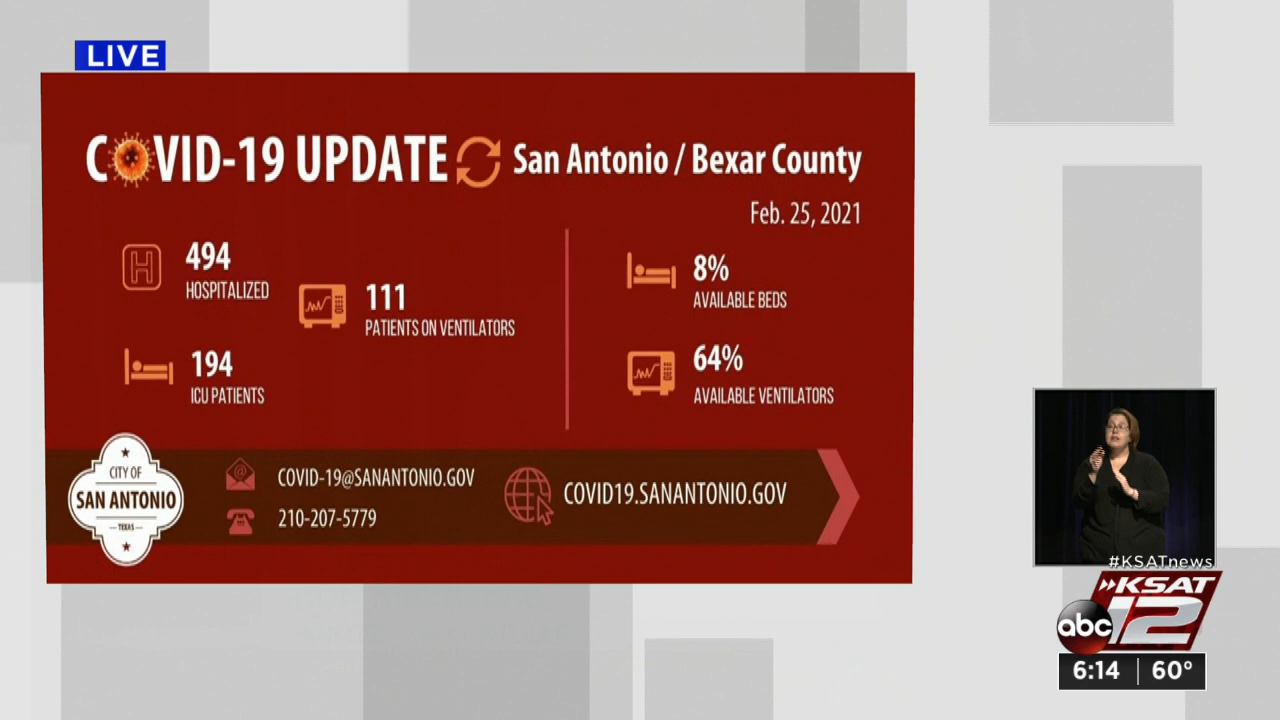 LIVE
COVID-19 UPDATE
San Antonio / Bexar County
Feb. 25, 2021
494
HOSPITALIZED
111
PATIENTS ON VENTILATORS
194
ICU PATIENTS
8%
AVAILABLE BEDS
64%
AVAILABLE VENTILATORS
CITY OF
SAN ANTONIO
TEXAS
COVID-19@SANANTONIO.GOV
210-207-5779
COVID19.SANANTONIO.GOV
#KSATnews
KSAT
abc 12
6:14 60°